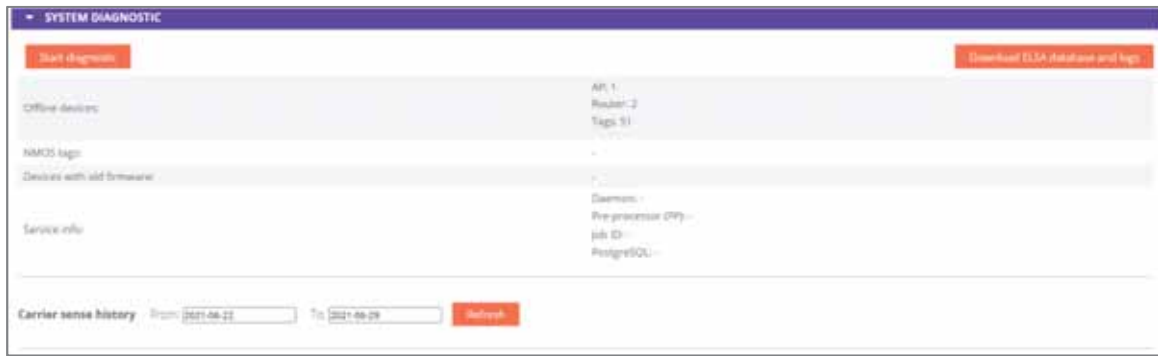 SYSTEM DIAGNOSTIC
Start diagnostic
Download ELSA database and logs
Offline devices:
AP: 1
Router: 2
Tags: 51
NMOS tags:
-
Devices with old firmware:
-
Service info:
Daemon: -
Pre-processor (PP): -
Job ID: -
PostgreSQL: -
Carrier sense history From: 2021-06-22 To: 2021-06-29 Refresh